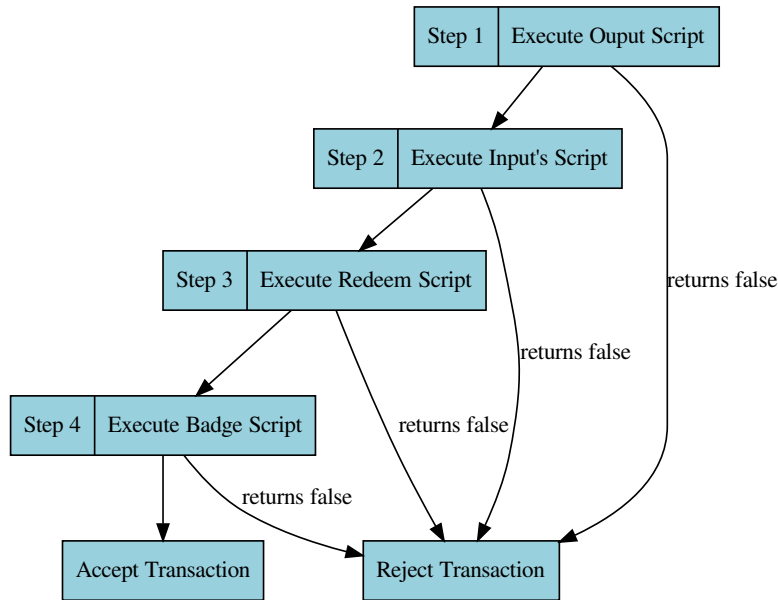 Step 1 Execute Ouput Script
Step 2 Execute Input's Script
Step 3 Execute Redeem Script
returns false
returns false
returns false
Step 4 Execute Badge Script
returns false
Accept Transaction
Reject Transaction